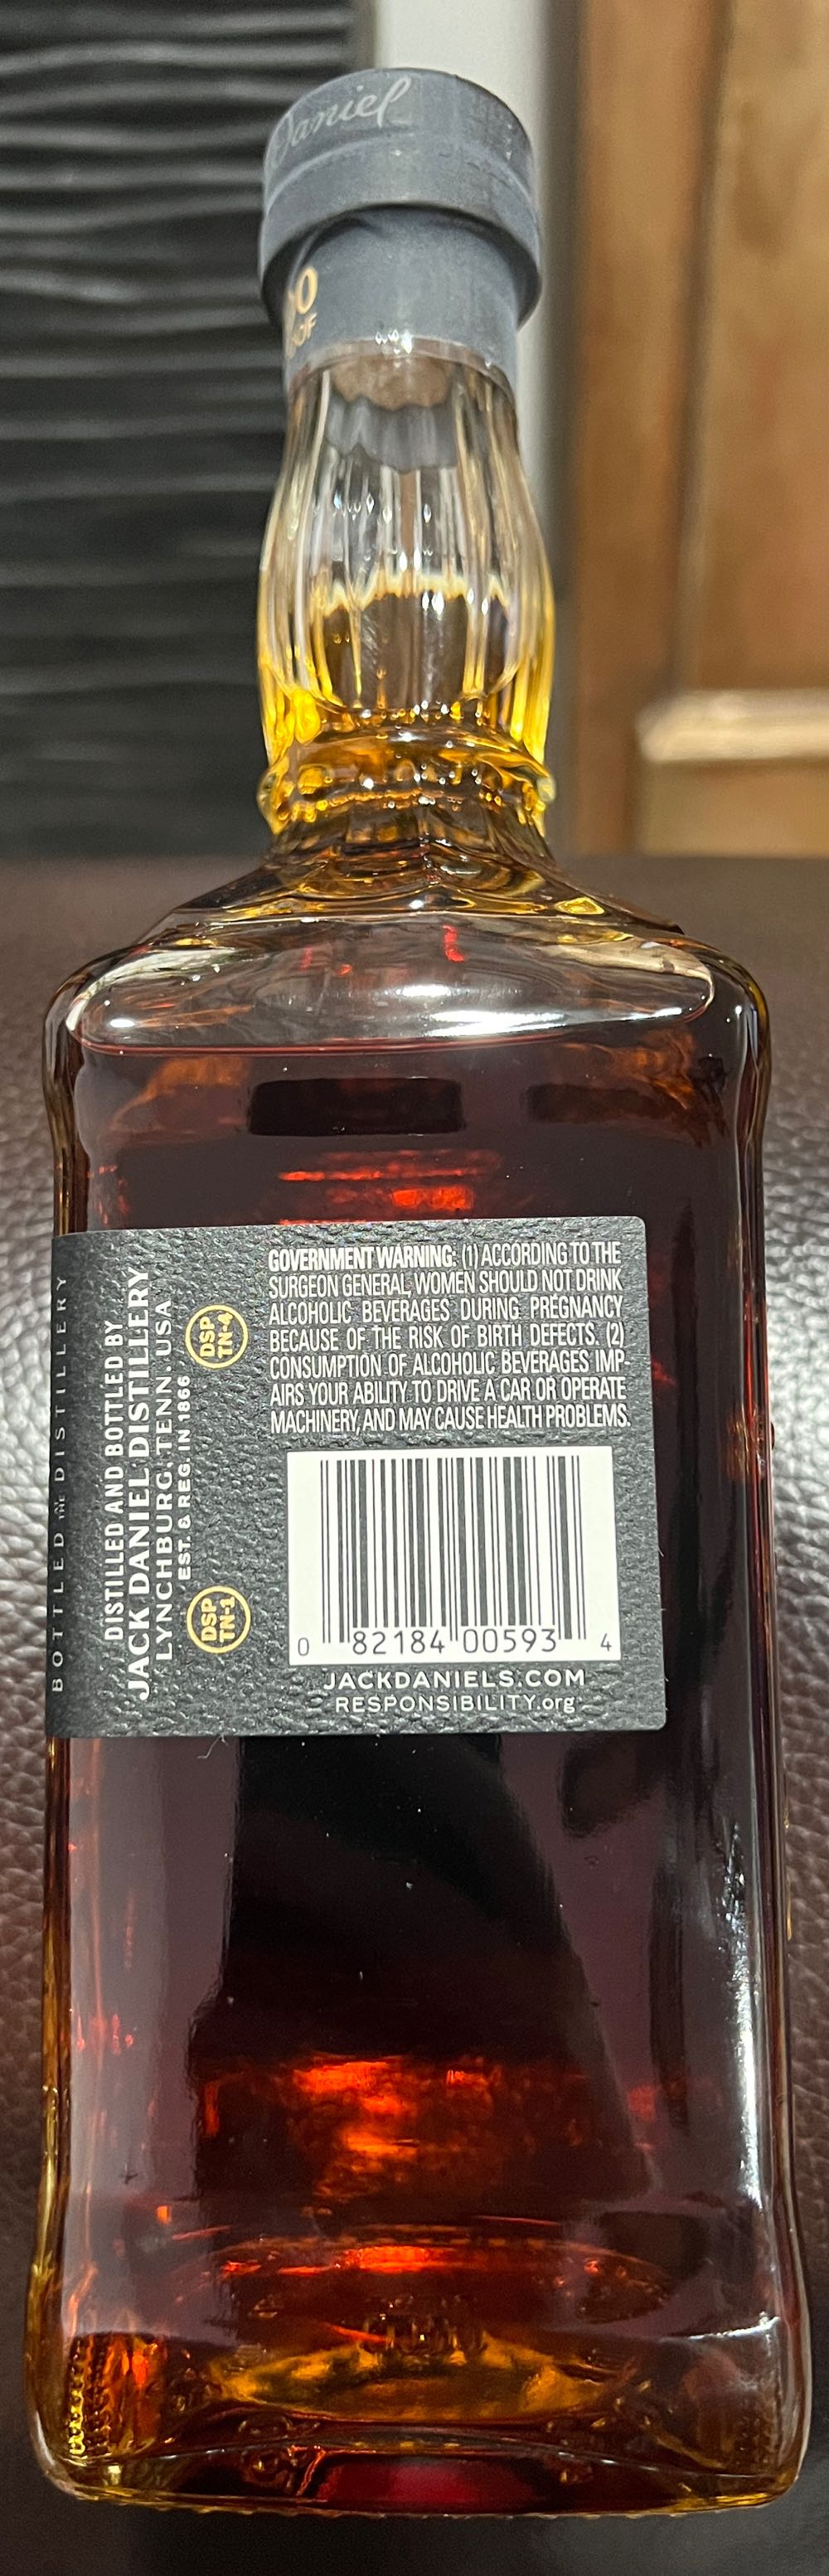 Daniel
BOTTLED AT THE DISTILLERY
DISTILLED AND BOTTLED BY
JACK DANIEL DISTILLERY
LYNCHBURG, TENN. USA
EST. & REG. IN 1866
DSP
TN-4
DSP
TN-1
GOVERNMENT WARNING: (1) ACCORDING TO THE
SURGEON GENERAL, WOMEN SHOULD NOT DRINK
ALCOHOLIC BEVERAGES DURING PREGNANCY
BECAUSE OF THE RISK OF BIRTH DEFECTS. (2)
CONSUMPTION OF ALCOHOLIC BEVERAGES IMP-
AIRS YOUR ABILITY TO DRIVE A CAR OR OPERATE
MACHINERY, AND MAY CAUSE HEALTH PROBLEMS.
0 82184 00593 4
JACKDANIELS.COM
RESPONSIBILITY.org